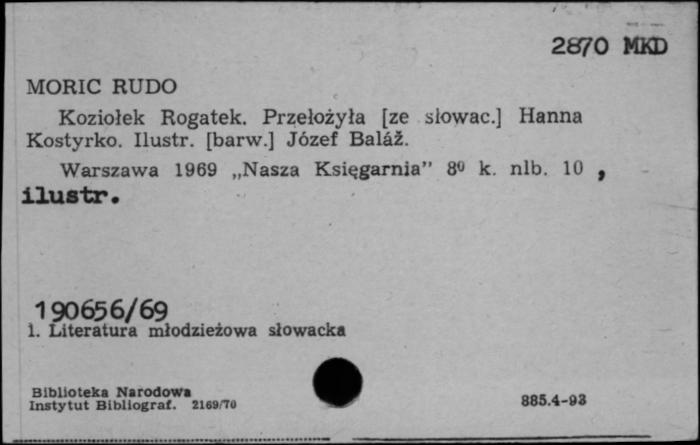 2870 MKD
MORIC RUDO
Koziołek Rogatek. Przełożyła [ze słowac.] Hanna
Kostyrko. Ilustr. [barw.] Józef Baláž.
Warszawa 1969 „Nasza Księgarnia” 8⁰ k. nlb. 10 ,
ilustr.
190656/69
1. Literatura młodzieżowa słowacka
Biblioteka Narodowa
Instytut Bibliograf. 2169/70
885.4-93